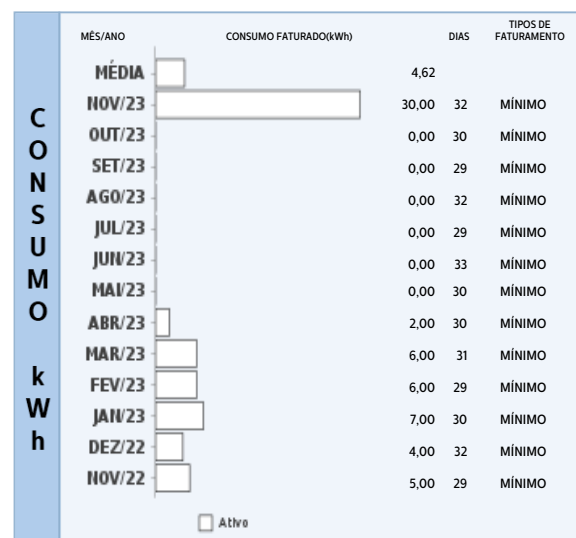 MÊS/ANO CONSUMO FATURADO(kWh) DIAS TIPOS DE FATURAMENTO
MÉDIA 4,62
NOV/23 30,00 32 MÍNIMO
OUT/23 0,00 30 MÍNIMO
SET/23 0,00 29 MÍNIMO
AGO/23 0,00 32 MÍNIMO
JUL/23 0,00 29 MÍNIMO
JUN/23 0,00 33 MÍNIMO
MAI/23 0,00 30 MÍNIMO
ABR/23 2,00 30 MÍNIMO
MAR/23 6,00 31 MÍNIMO
FEV/23 6,00 29 MÍNIMO
JAN/23 7,00 30 MÍNIMO
DEZ/22 4,00 32 MÍNIMO
NOV/22 5,00 29 MÍNIMO
Ativo
CONSUMO kWh